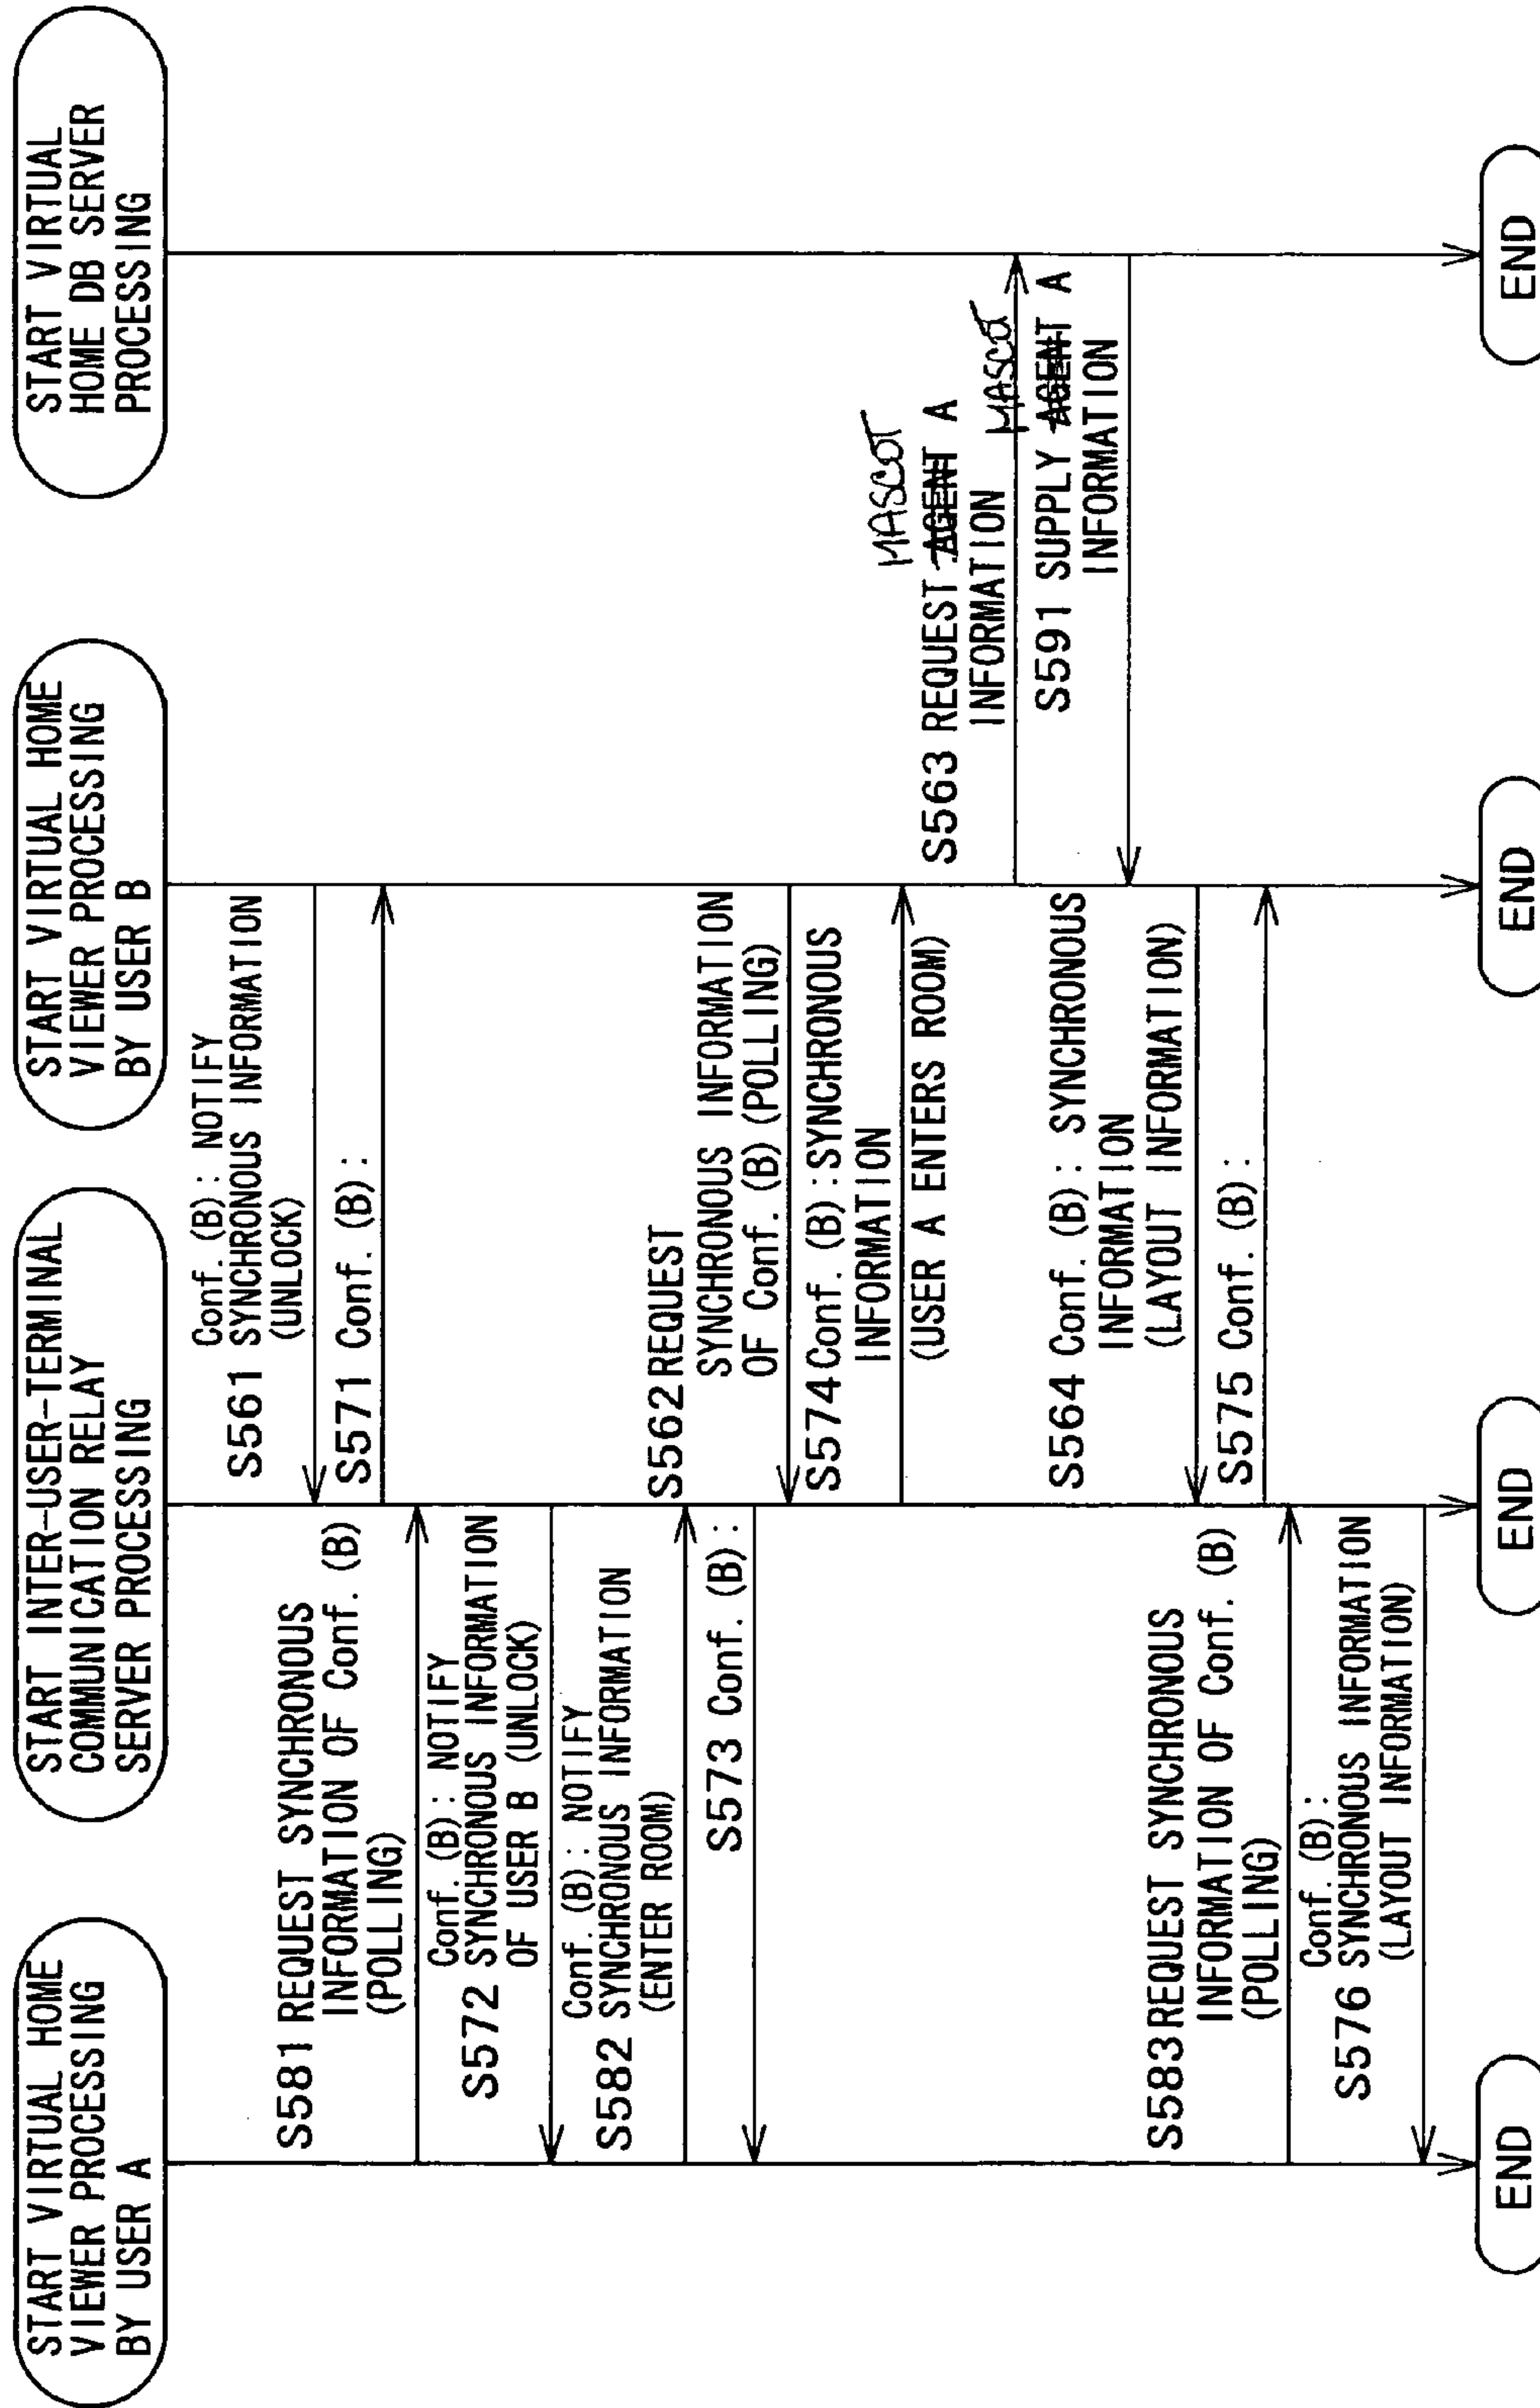 START VIRTUAL HOME
VIEWER PROCESSING
BY USER A
START INTER-USER-TERMINAL
COMMUNICATION RELAY
SERVER PROCESSING
START VIRTUAL HOME
VIEWER PROCESSING
BY USER B
START VIRTUAL
HOME DB SERVER
PROCESSING
Conf. (B): NOTIFY
S561 SYNCHRONOUS INFORMATION
(UNLOCK)
S571 Conf. (B):
S581 REQUEST SYNCHRONOUS
INFORMATION OF Conf. (B)
(POLLING)
Conf. (B): NOTIFY
S572 SYNCHRONOUS INFORMATION
OF USER B (UNLOCK)
Conf. (B): NOTIFY
S582 SYNCHRONOUS INFORMATION
(ENTER ROOM)
S573 Conf. (B):
S562 REQUEST
SYNCHRONOUS INFORMATION
OF Conf. (B) (POLLING)
S574 Conf. (B): SYNCHRONOUS
INFORMATION
(USER A ENTERS ROOM)
MASCOT
S563 REQUEST AGENT A
INFORMATION
MASCOT
S591 SUPPLY AGENT A
INFORMATION
S564 Conf. (B): SYNCHRONOUS
INFORMATION
(LAYOUT INFORMATION)
S575 Conf. (B):
S583 REQUEST SYNCHRONOUS
INFORMATION OF Conf. (B)
(POLLING)
Conf. (B):
S576 SYNCHRONOUS INFORMATION
(LAYOUT INFORMATION)
END
END
END
END